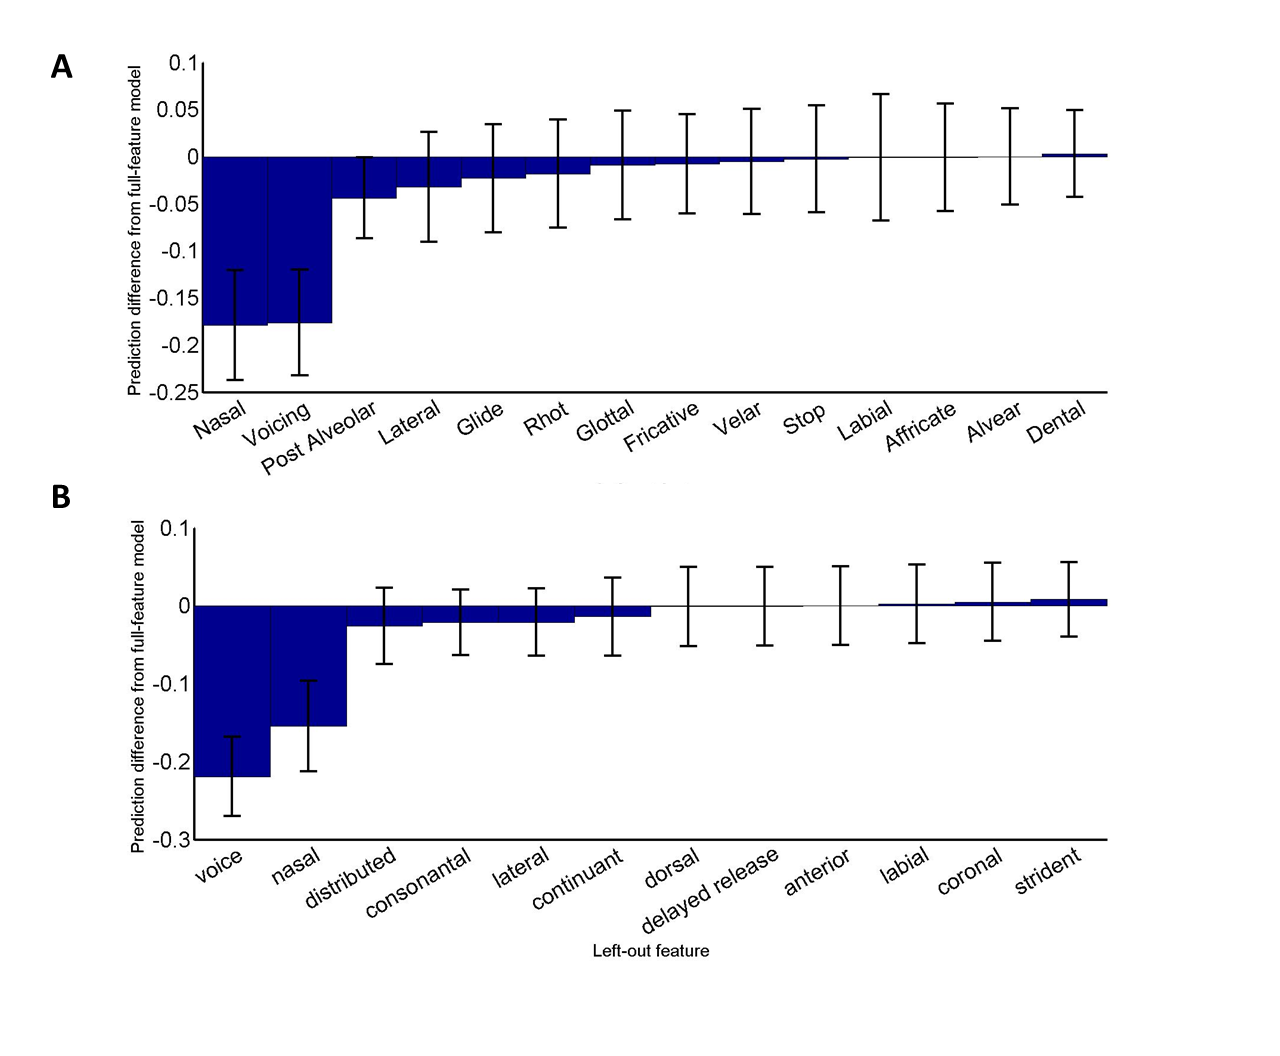 A
Prediction difference from full-feature model
0.1
0.05
0
-0.05
-0.1
-0.15
-0.2
-0.25
Nasal
Voicing
Post Alveolar
Lateral
Glide
Rhot
Glottal
Fricative
Velar
Stop
Labial
Affricate
Alvear
Dental
B
Prediction difference from full-feature model
0.1
0
-0.1
-0.2
-0.3
voice
nasal
distributed
consonantal
lateral
continuant
dorsal
delayed release
anterior
labial
coronal
strident
Left-out feature